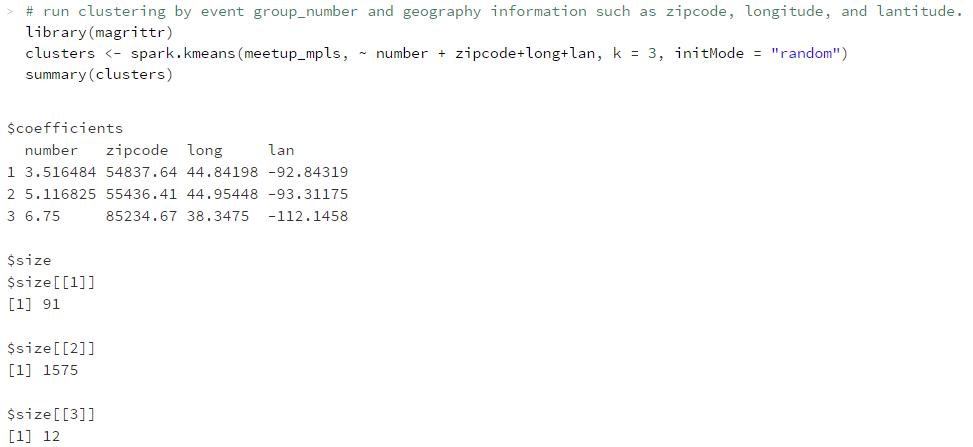 > # run clustering by event group_number and geography information such as zipcode, longitude, and lantitude.
library(magrittr)
clusters <- spark.kmeans(meetup_mpls, ~ number + zipcode+long+lan, k = 3, initMode = "random")
summary(clusters)
$coefficients
number zipcode long lan
1 3.516484 54837.64 44.84198 -92.84319
2 5.116825 55436.41 44.95448 -93.31175
3 6.75 85234.67 38.3475 -112.1458
$size
$size[[1]]
[1] 91
$size[[2]]
[1] 1575
$size[[3]]
[1] 12